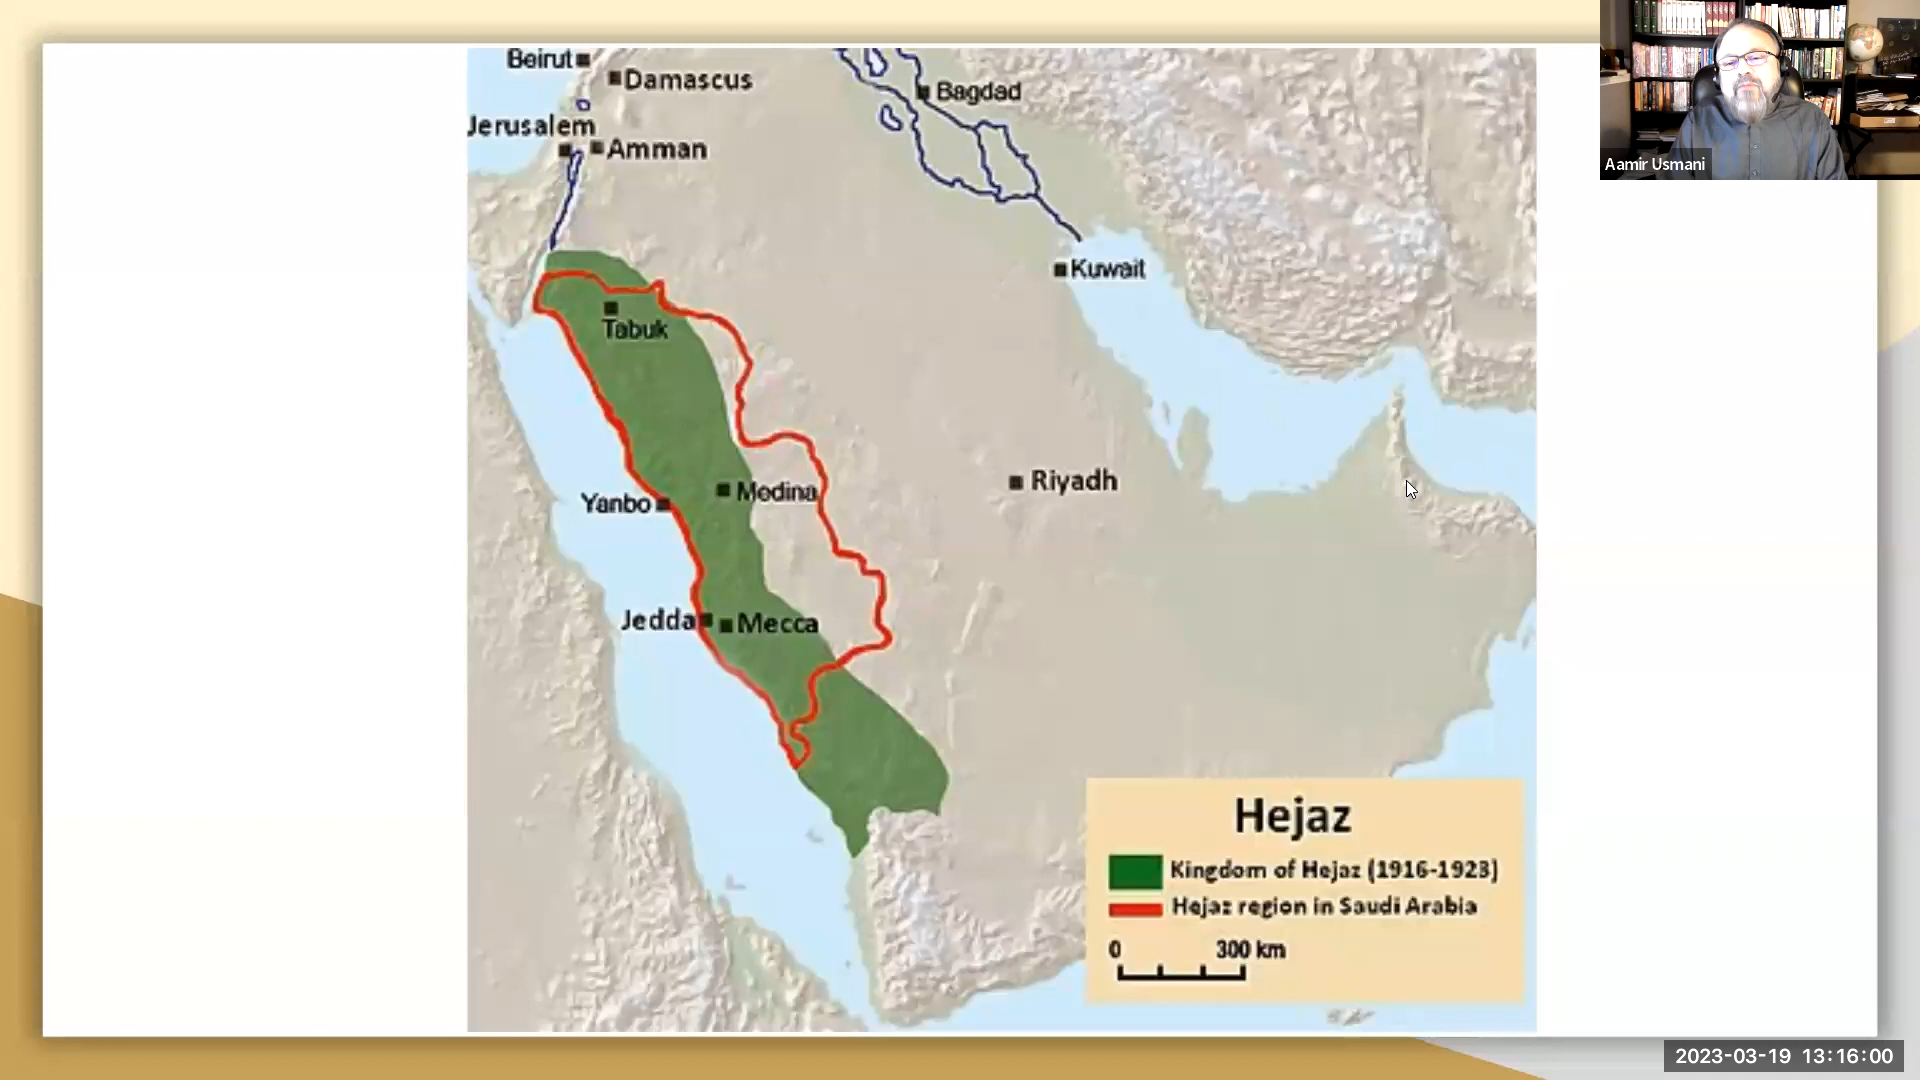 Beirut
Damascus
Bagdad
Jerusalem
Amman
Aamir Usmani
Kuwait
Tabuk
Riyadh
Medina
Yanbo
Jedda
Mecca
Hejaz
Kingdom of Hejaz (1916-1923)
Hejaz region in Saudi Arabia
0 300 km
2023-03-19 13:16:00